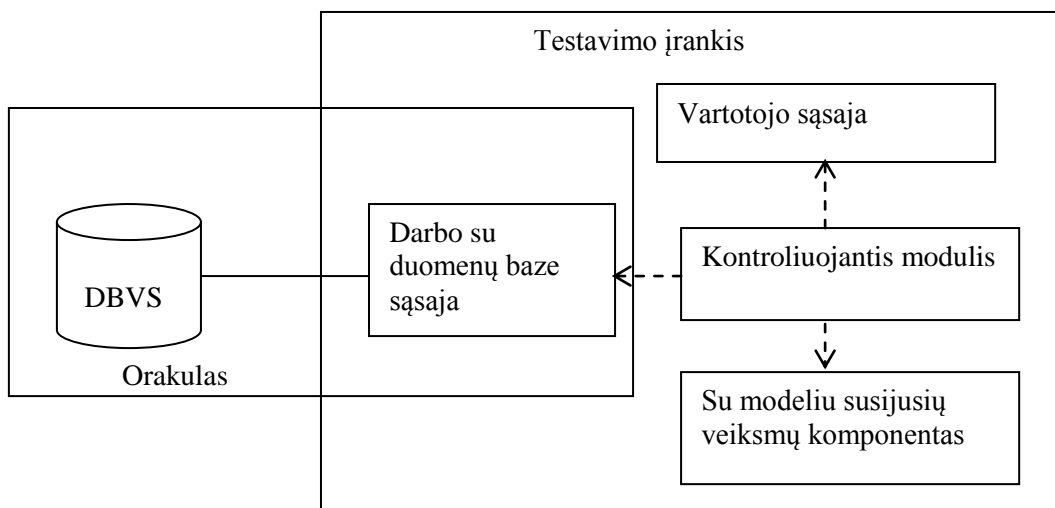 Testavimo įrankis
Vartotojo sąsaja
Darbo su
duomenų baze
sąsaja
Kontroliuojantis modulis
DBVS
Orakulas
Su modeliu susijusių
veiksmų komponentas